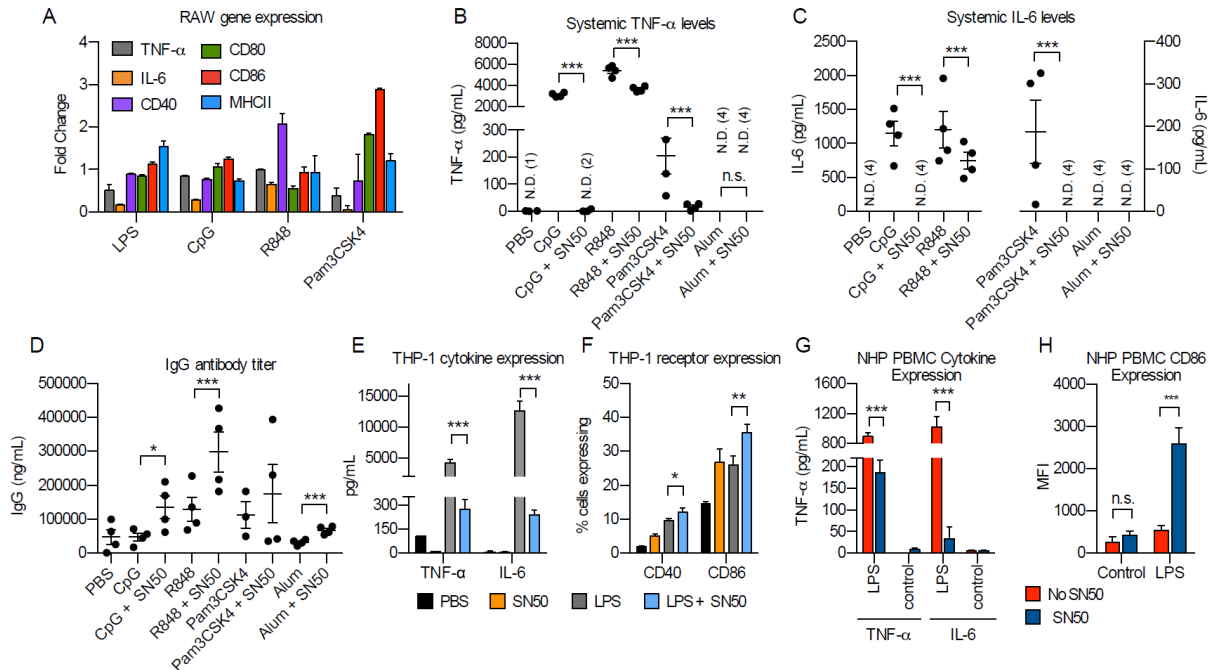 A
RAW gene expression
Fold Change
4
3
2
1
0
TNF-α
IL-6
CD40
CD80
CD86
MHCII
LPS
CpG
R848
Pam3CSK4
B
Systemic TNF-α levels
TNF-α (pg/mL)
8000
6000
4000
2000
300
200
100
0
***
***
***
n.s.
N.D. (1)
N.D. (2)
N.D. (4)
N.D. (4)
PBS
CpG
CpG + SN50
R848
R848 + SN50
Pam3CSK4
Pam3CSK4 + SN50
Alum
Alum + SN50
C
Systemic IL-6 levels
IL-6 (pg/mL)
2500
2000
1500
1000
500
0
***
***
***
N.D. (4)
N.D. (4)
N.D. (4)
N.D. (4)
N.D. (4)
400
300
200
100
0
IL-6 (pg/mL)
PBS
CpG
CpG + SN50
R848
R848 + SN50
Pam3CSK4
Pam3CSK4 + SN50
Alum
Alum + SN50
D
IgG antibody titer
IgG (ng/mL)
500000
400000
300000
200000
100000
0
*
***
***
PBS
CpG
CpG + SN50
R848
R848 + SN50
Pam3CSK4
Pam3CSK4 + SN50
Alum
Alum + SN50
E
THP-1 cytokine expression
pg/mL
15000
10000
5000
300
150
0
***
***
TNF-α
IL-6
F
THP-1 receptor expression
% cells expressing
40
30
20
10
0
*
**
CD40
CD86
PBS
SN50
LPS
LPS+ SN50
G
NHP PBMC Cytokine
Expression
TNF-α (pg/mL)
1600
1400
1200
1000
800
200
150
100
50
0
***
***
LPS
control
LPS
control
TNF-α
IL-6
H
NHP PBMC CD86
Expression
MFI
4000
3000
2000
1000
0
n.s.
***
Control
LPS
No SN50
SN50